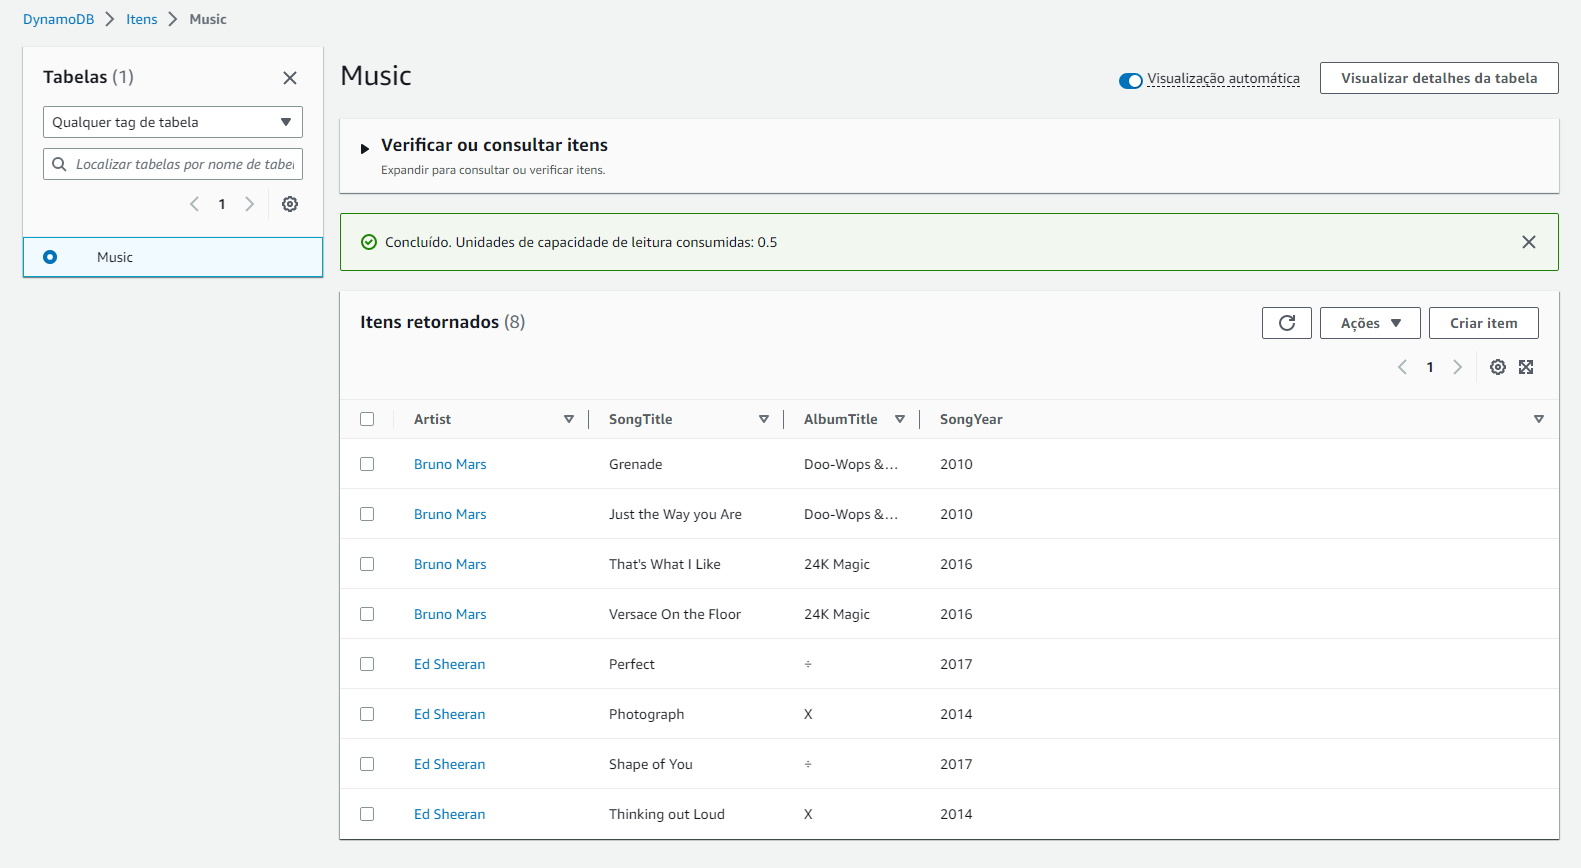 DynamoDB > Itens > Music
Tabelas (1)
Qualquer tag de tabela
Localizar tabelas por nome de tabel
1
Music
Music
Visualização automática
Visualizar detalhes da tabela
Verificar ou consultar itens
Expandir para consultar ou verificar itens.
Concluído. Unidades de capacidade de leitura consumidas: 0.5
Itens retornados (8)
Ações
Criar item
1
Artist SongTitle AlbumTitle SongYear
Bruno Mars Grenade Doo-Wops &... 2010
Bruno Mars Just the Way you Are Doo-Wops &... 2010
Bruno Mars That's What I Like 24K Magic 2016
Bruno Mars Versace On the Floor 24K Magic 2016
Ed Sheeran Perfect ÷ 2017
Ed Sheeran Photograph X 2014
Ed Sheeran Shape of You ÷ 2017
Ed Sheeran Thinking out Loud X 2014